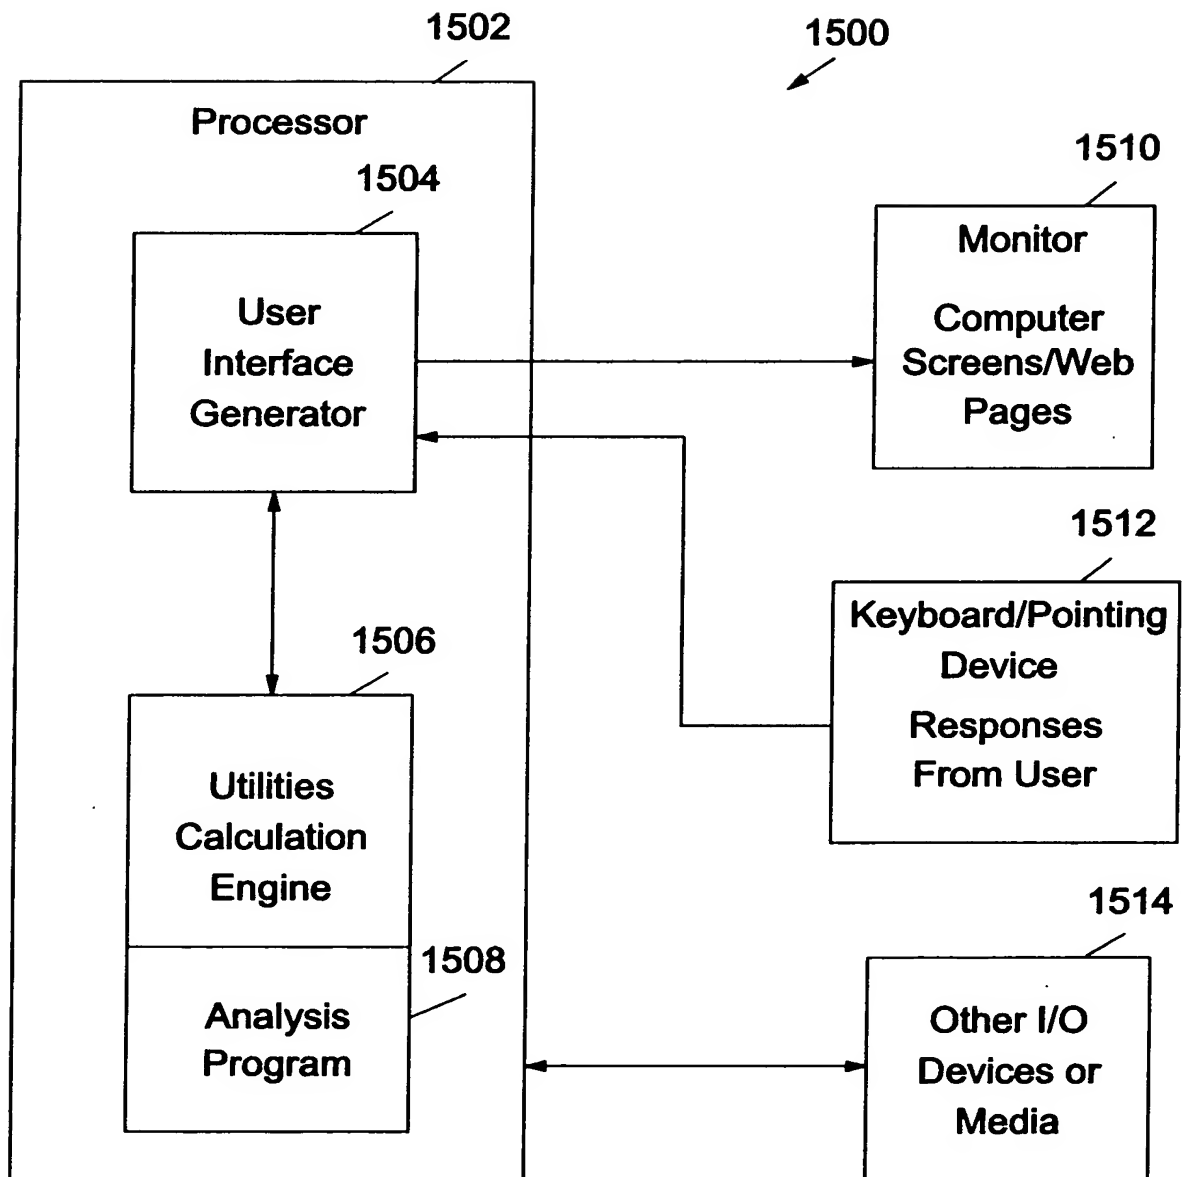 1502
1500
Processor
1504
User
Interface
Generator
1510
Monitor
Computer
Screens/Web
Pages
1512
Keyboard/Pointing
Device
Responses
From User
1506
Utilities
Calculation
Engine
1508
Analysis
Program
1514
Other I/O
Devices or
Media